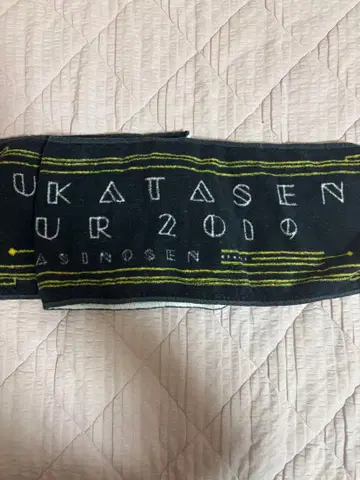 UKATASEN
UR 2019
ASINOSEN